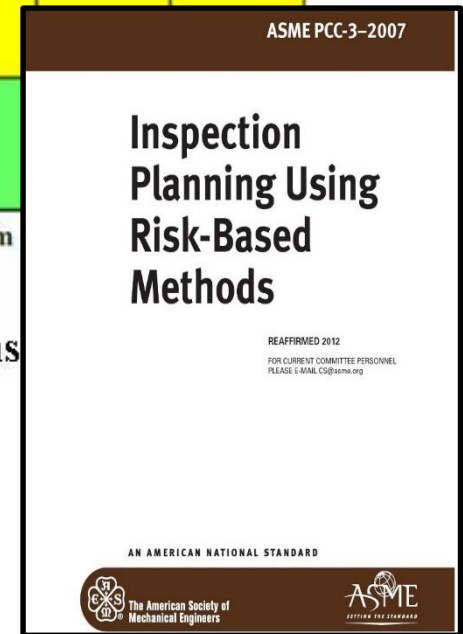 ASME PCC-3–2007
Inspection
Planning Using
Risk-Based
Methods
REAFFIRMED 2012
FOR CURRENT COMMITTEE PERSONNEL
PLEASE E-MAIL CS@asme.org
AN AMERICAN NATIONAL STANDARD
The American Society of
Mechanical Engineers
ASME
SETTING THE STANDARD